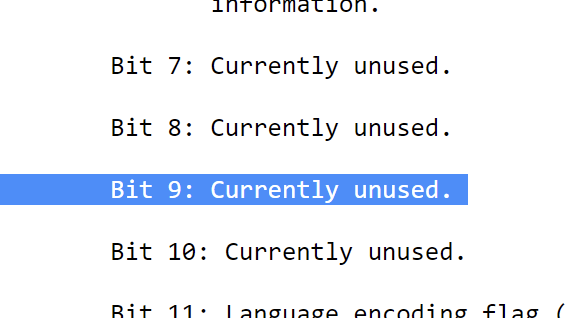 information.
Bit 7: Currently unused.
Bit 8: Currently unused.
Bit 9: Currently unused.
Bit 10: Currently unused.
Bit 11: Language encoding flag (